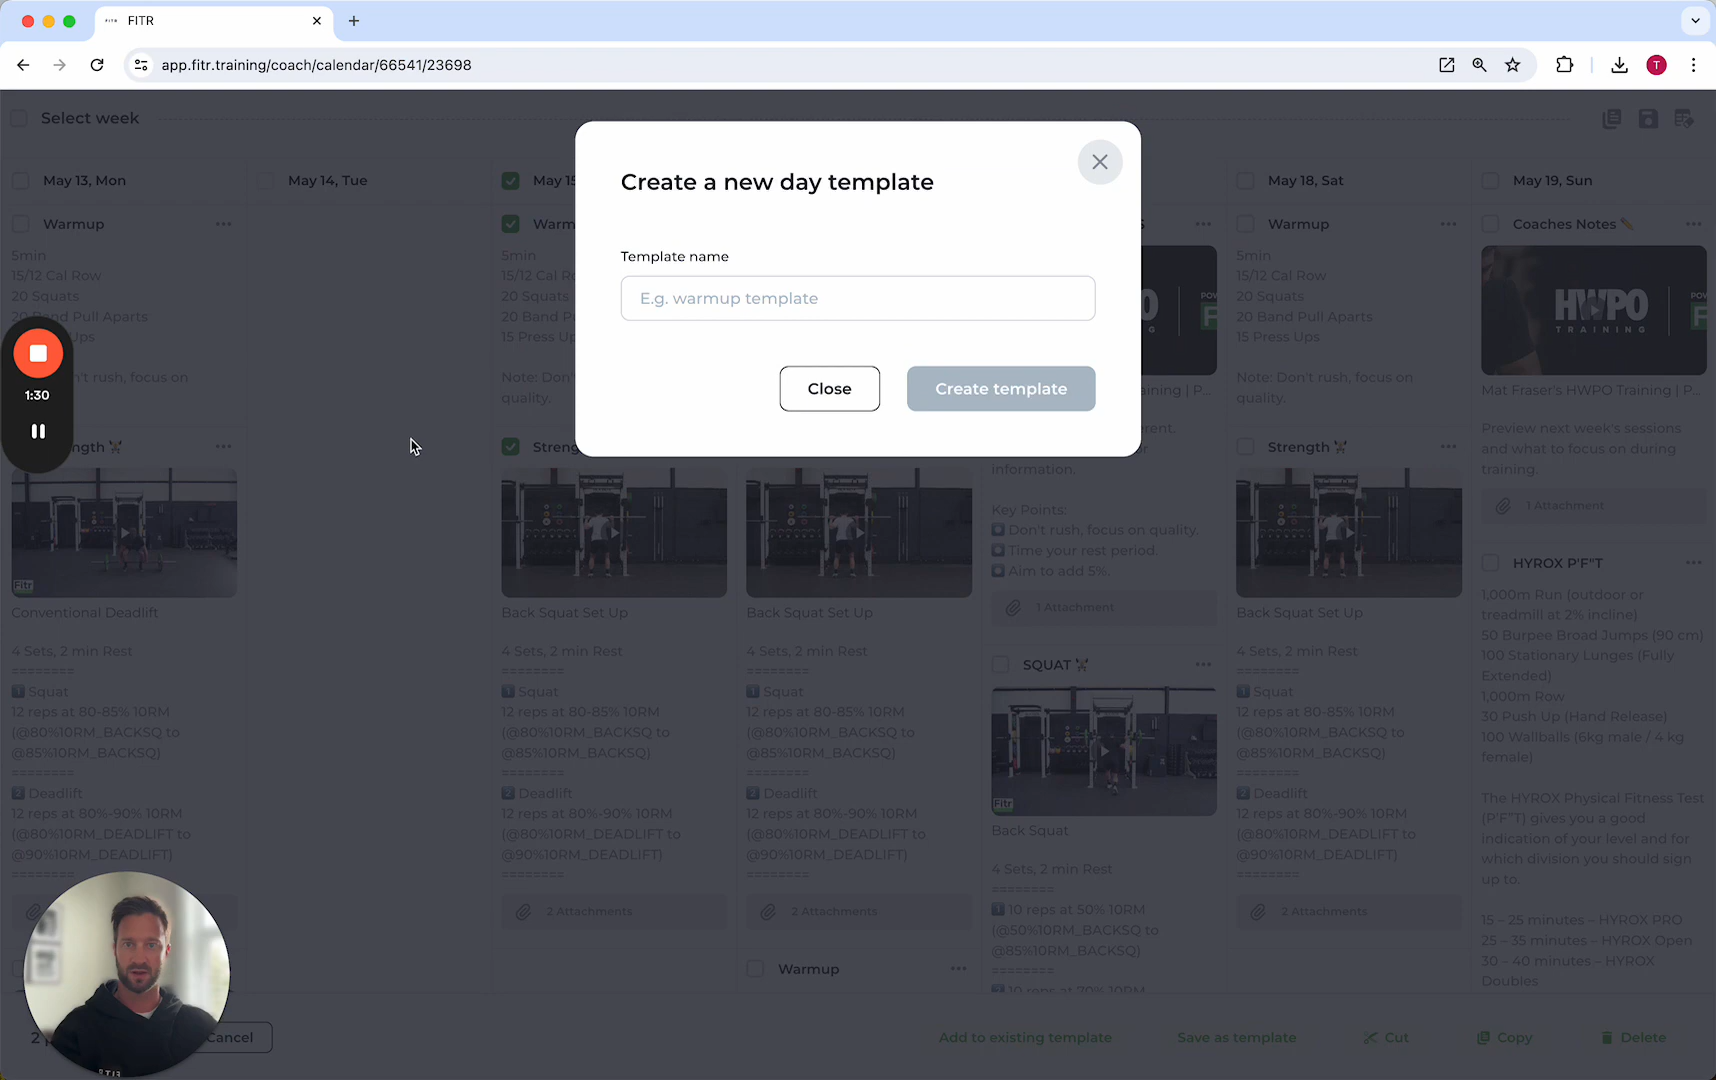 FITR
FITR
app.fitr.training/coach/calendar/66541/23698
T
Select week
May 13, Mon
May 14, Tue
May 15
May 18, Sat
May 19, Sun
Create a new day template
Template name
E.g. warmup template
Close
Create template
Warmup
5min
15/12 Cal Row
20 Squats
20 Band Pull Aparts
Ups
n't rush, focus on
1:30
ngth
Conventional Deadlift
Fitr
4 Sets, 2 min Rest
========
1 Squat
12 reps at 80-85% 10RM
(@80%10RM_BACKSQ to
@85%10RM_BACKSQ)
========
2 Deadlift
12 reps at 80%-90% 10RM
(@80%10RM_DEADLIFT to
@90%10RM_DEADLIFT)
========
Warm
5min
15/12 Cal Ro
20 Squats
20 Band Pul
15 Press Ups
Note: Don't
quality.
Streng
Back Squat Set Up
4 Sets, 2 min Rest
========
1 Squat
12 reps at 80-85% 10RM
(@80%10RM_BACKSQ to
@85%10RM_BACKSQ)
========
2 Deadlift
12 reps at 80%-90% 10RM
(@80%10RM_DEADLIFT to
@90%10RM_DEADLIFT)
========
2 Attachments
Back Squat Set Up
4 Sets, 2 min Rest
========
1 Squat
12 reps at 80-85% 10RM
(@80%10RM_BACKSQ to
@85%10RM_BACKSQ)
========
2 Deadlift
12 reps at 80%-90% 10RM
(@80%10RM_DEADLIFT to
@90%10RM_DEADLIFT)
========
2 Attachments
Warmup
S
O
POW
G
F
aining | P...
rent.
r
information.
Key Points:
Don't rush, focus on quality.
Time your rest period.
Aim to add 5%.
1 Attachment
SQUAT
Fitr
Back Squat
4 Sets, 2 min Rest
========
1 10 reps at 50% 10RM
(@50%10RM_BACKSQ to
@85%10RM_BACKSQ)
========
2 10 reps at 70% 10RM
Warmup
5min
15/12 Cal Row
20 Squats
20 Band Pull Aparts
15 Press Ups
Note: Don't rush, focus on
quality.
Strength
Back Squat Set Up
4 Sets, 2 min Rest
========
1 Squat
12 reps at 80-85% 10RM
(@80%10RM_BACKSQ to
@85%10RM_BACKSQ)
========
2 Deadlift
12 reps at 80%-90% 10RM
(@80%10RM_DEADLIFT to
@90%10RM_DEADLIFT)
========
2 Attachments
Coaches Notes
HWPO
TRAINING
POW
F
Mat Fraser's HWPO Training | P...
Preview next week's sessions
and what to focus on during
training.
1 Attachment
HYROX P'F"T
1,000m Run (outdoor or
treadmill at 2% incline)
50 Burpee Broad Jumps (90 cm)
100 Stationary Lunges (Fully
Extended)
1,000m Row
30 Push Up (Hand Release)
100 Wallballs (6kg male / 4 kg
female)
The HYROX Physical Fitness Test
(P'F"T) gives you a good
indication of your level and for
which division you should sign
up to.
15 – 25 minutes – HYROX PRO
25 – 35 minutes – HYROX Open
30 – 40 minutes – HYROX
Doubles
2
Cancel
Add to existing template
Save as template
Cut
Copy
Delete